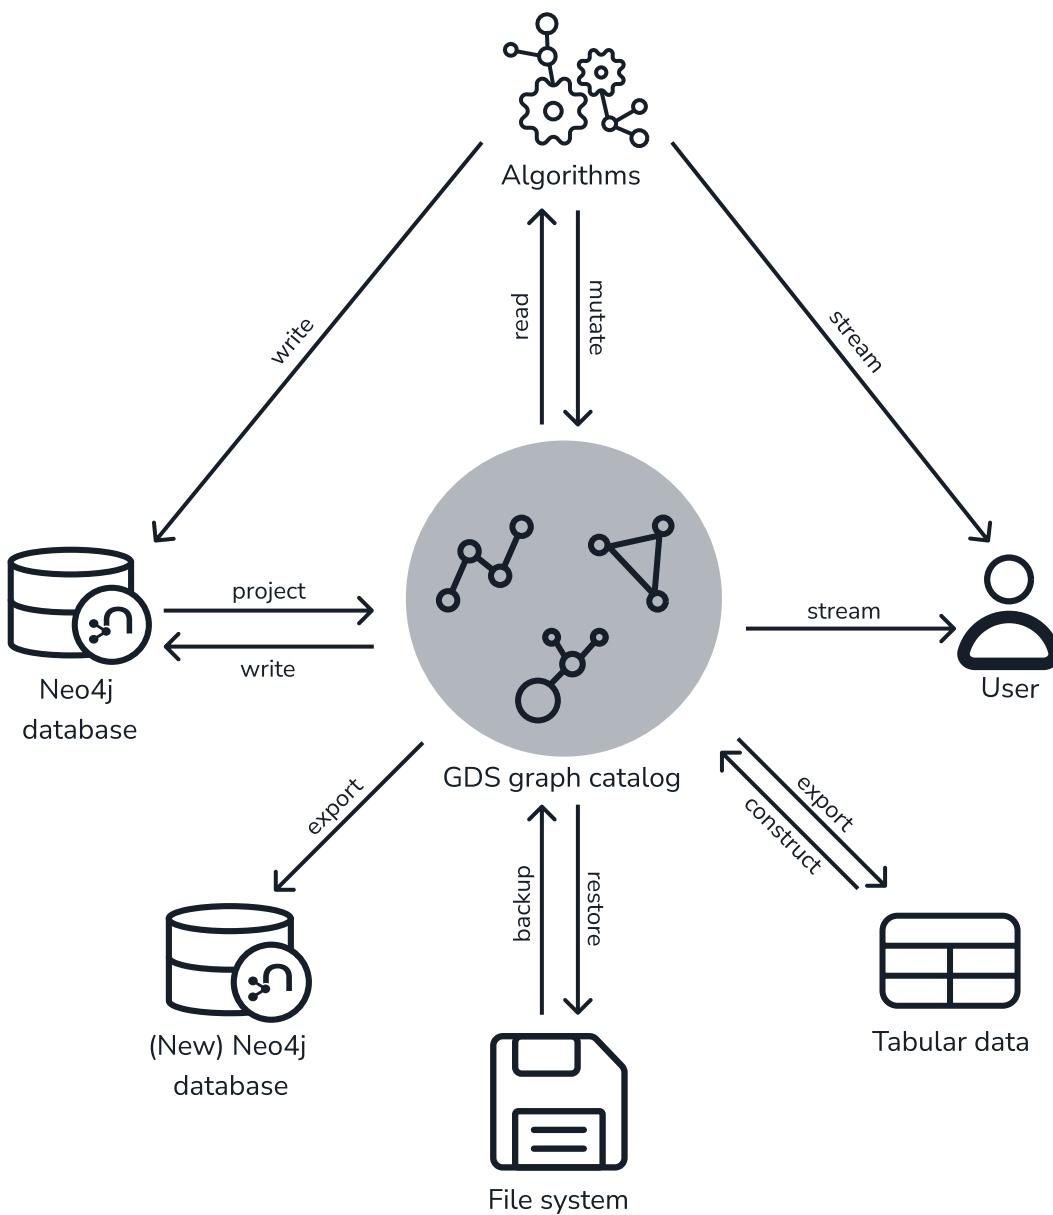 Algorithms
read
mutate
write
stream
project
write
stream
Neo4j
database
User
GDS graph catalog
export
export
construct
backup
restore
(New) Neo4j
database
Tabular data
File system